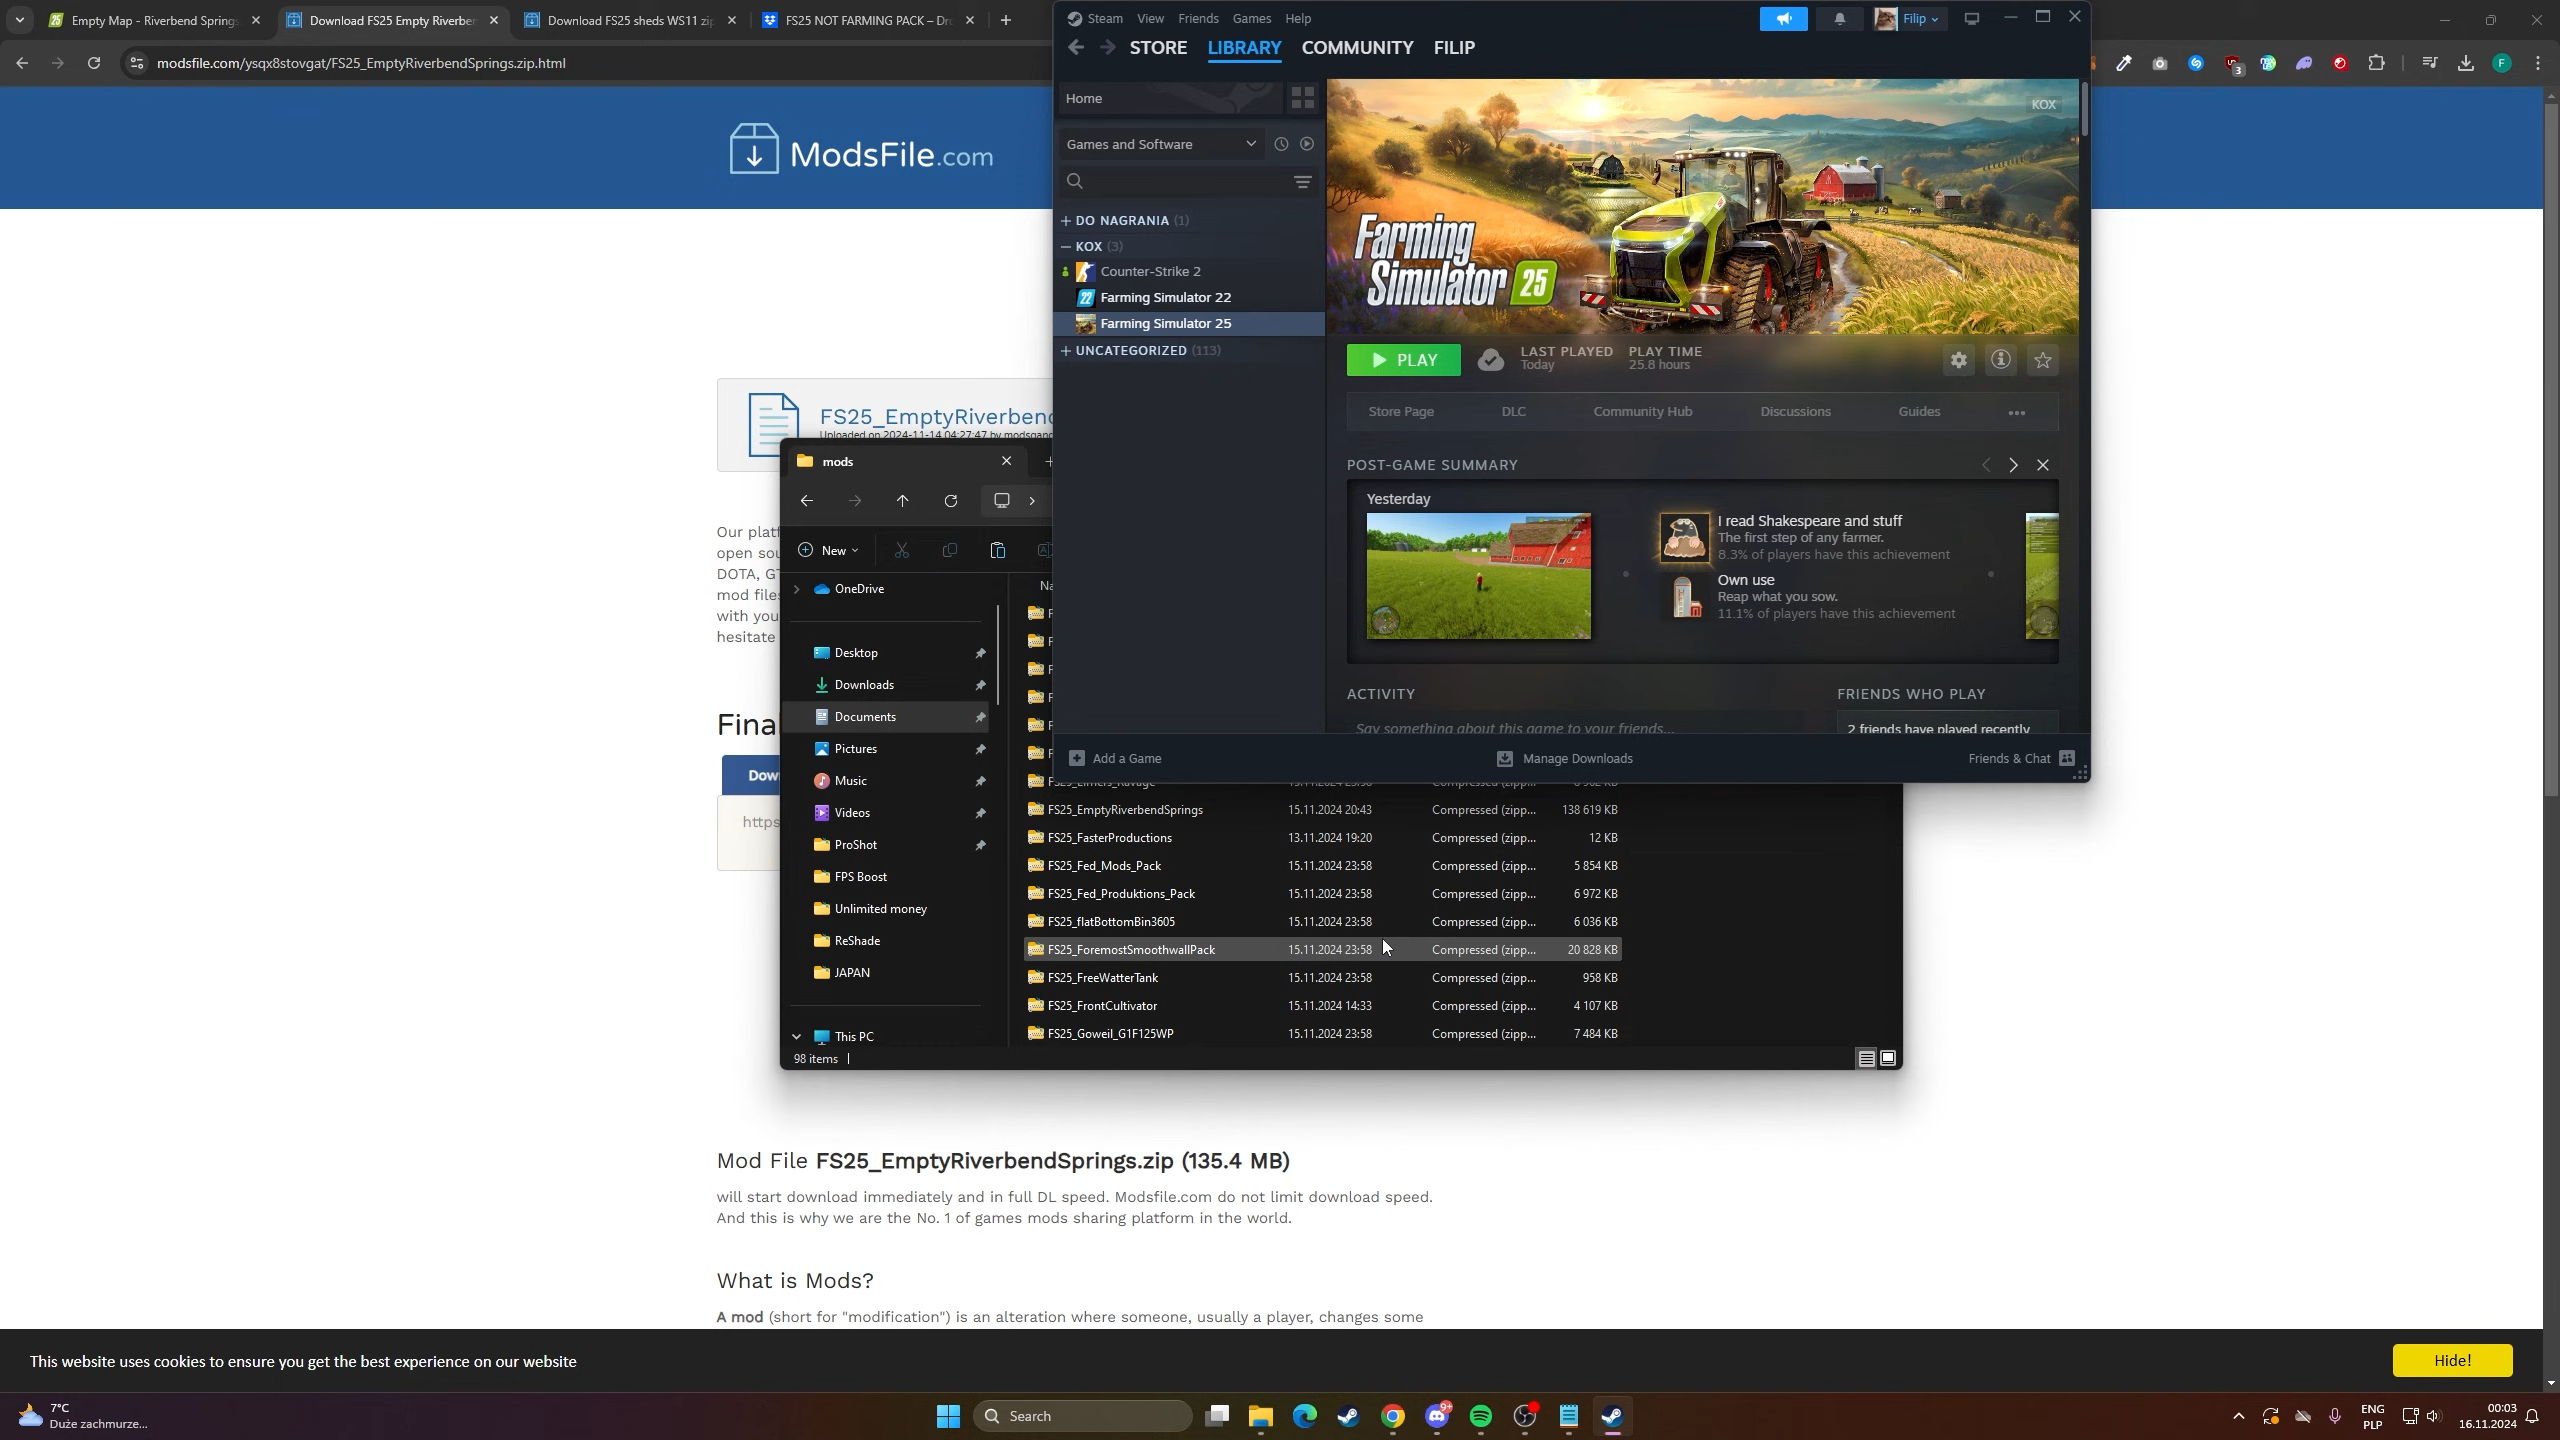 Empty Map - Riverbend Springs
Download FS25 Empty Riverber
Download FS25 sheds WS11 zip
FS25 NOT FARMING PACK – Dro
modsfile.com/ysqx8stovgat/FS25_EmptyRiverbendSprings.zip.html
ModsFile.com
FS25_EmptyRiverbend
Uploaded on 2024-11-14 04:27:47 by modsgam
Our platf
open sou
DOTA, GT
mod files
with you
hesitate
Final
Dow
https
Mod File FS25_EmptyRiverbendSprings.zip (135.4 MB)
will start download immediately and in full DL speed. Modsfile.com do not limit download speed.
And this is why we are the No. 1 of games mods sharing platform in the world.
What is Mods?
A mod (short for "modification") is an alteration where someone, usually a player, changes some
This website uses cookies to ensure you get the best experience on our website
Hide!
mods
New
OneDrive
Desktop
Downloads
Documents
Pictures
Music
Videos
ProShot
FPS Boost
Unlimited money
ReShade
JAPAN
This PC
98 items
Na
FS25_EmptyRiverbendSprings 15.11.2024 20:43 Compressed (zipp... 138 619 KB
FS25_FasterProductions 13.11.2024 19:20 Compressed (zipp... 12 KB
FS25_Fed_Mods_Pack 15.11.2024 23:58 Compressed (zipp... 5 854 KB
FS25_Fed_Produktions_Pack 15.11.2024 23:58 Compressed (zipp... 6 972 KB
FS25_flatBottomBin3605 15.11.2024 23:58 Compressed (zipp... 6 036 KB
FS25_ForemostSmoothwallPack 15.11.2024 23:58 Compressed (zipp... 20 828 KB
FS25_FreeWatterTank 15.11.2024 23:58 Compressed (zipp... 958 KB
FS25_FrontCultivator 15.11.2024 14:33 Compressed (zipp... 4 107 KB
FS25_Goweil_G1F125WP 15.11.2024 23:58 Compressed (zipp... 7 484 KB
Steam View Friends Games Help
Filip
STORE LIBRARY COMMUNITY FILIP
Home
Games and Software
+ DO NAGRANIA (1)
– KOX (3)
Counter-Strike 2
Farming Simulator 22
Farming Simulator 25
+ UNCATEGORIZED (113)
KOX
Farming
Simulator 25
PLAY
LAST PLAYED
Today
PLAY TIME
25.8 hours
Store Page DLC Community Hub Discussions Guides
POST-GAME SUMMARY
Yesterday
I read Shakespeare and stuff
The first step of any farmer.
8.3% of players have this achievement
Own use
Reap what you sow.
11.1% of players have this achievement
ACTIVITY
Say something about this game to your friends...
FRIENDS WHO PLAY
2 friends have played recently
Add a Game
Manage Downloads
Friends & Chat
7°C
Duże zachmurze...
Search
ENG
PLP
00:03
16.11.2024